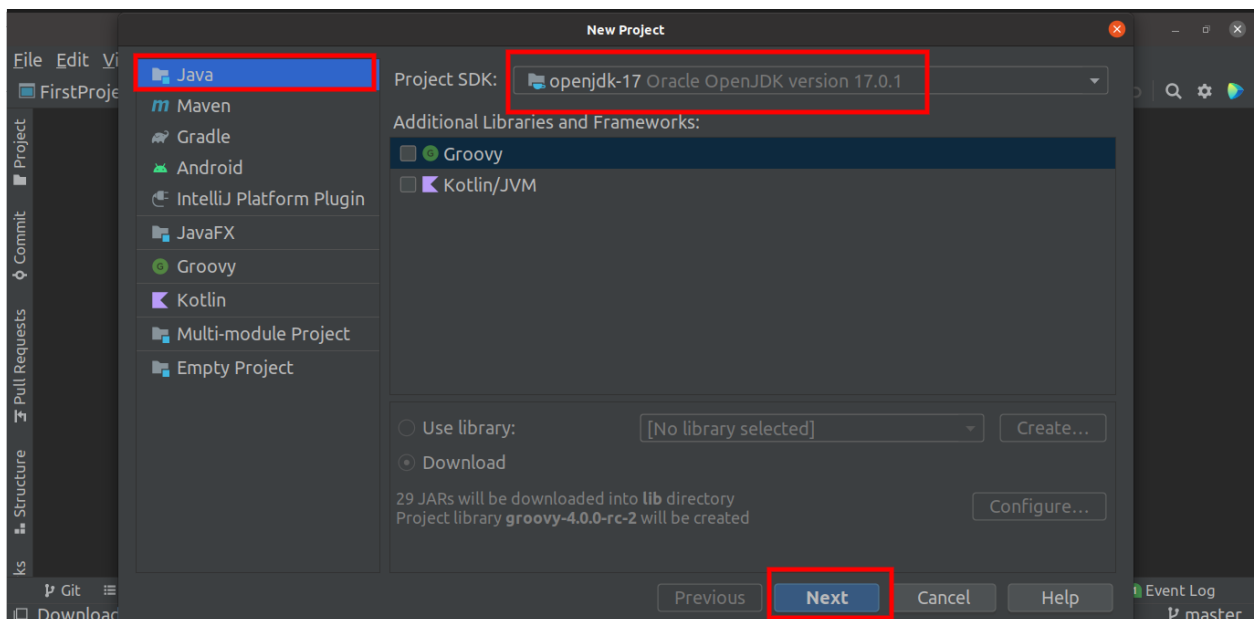 New Project
File Edit Vi
FirstProje
Project
Commit
Pull Requests
Structure
ks
Java
Maven
Gradle
Android
IntelliJ Platform Plugin
JavaFX
Groovy
Kotlin
Multi-module Project
Empty Project
Project SDK: openjdk-17 Oracle OpenJDK version 17.0.1
Additional Libraries and Frameworks:
Groovy
Kotlin/JVM
Use library: [No library selected] Create...
Download
29 JARs will be downloaded into lib directory
Project library groovy-4.0.0-rc-2 will be created
Configure...
Previous Next Cancel Help
Git
Event Log
Download
master